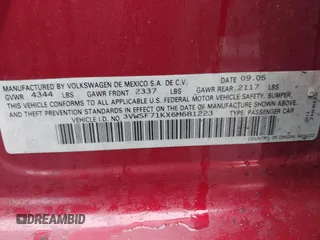 MANUFACTURED BY VOLKSWAGEN DE MEXICO S.A. DE C.V. 09.05
GVWR 4344 LBS GAWR FRONT 2337 LBS GAWR REAR 2117 LBS
THIS VEHICLE CONFORMS TO ALL APPLICABLE U.S. FEDERAL MOTOR VEHICLE SAFETY, BUMPER,
AND THEFT PREVENTION STANDARDS IN EFFECT ON THE DATE OF MANUFACTURE SHOWN ABOVE.
VEHICLE IDENT. NO.: 3VWSF71KX6M681223 TYPE: PASSENGER CAR
DREAMBID